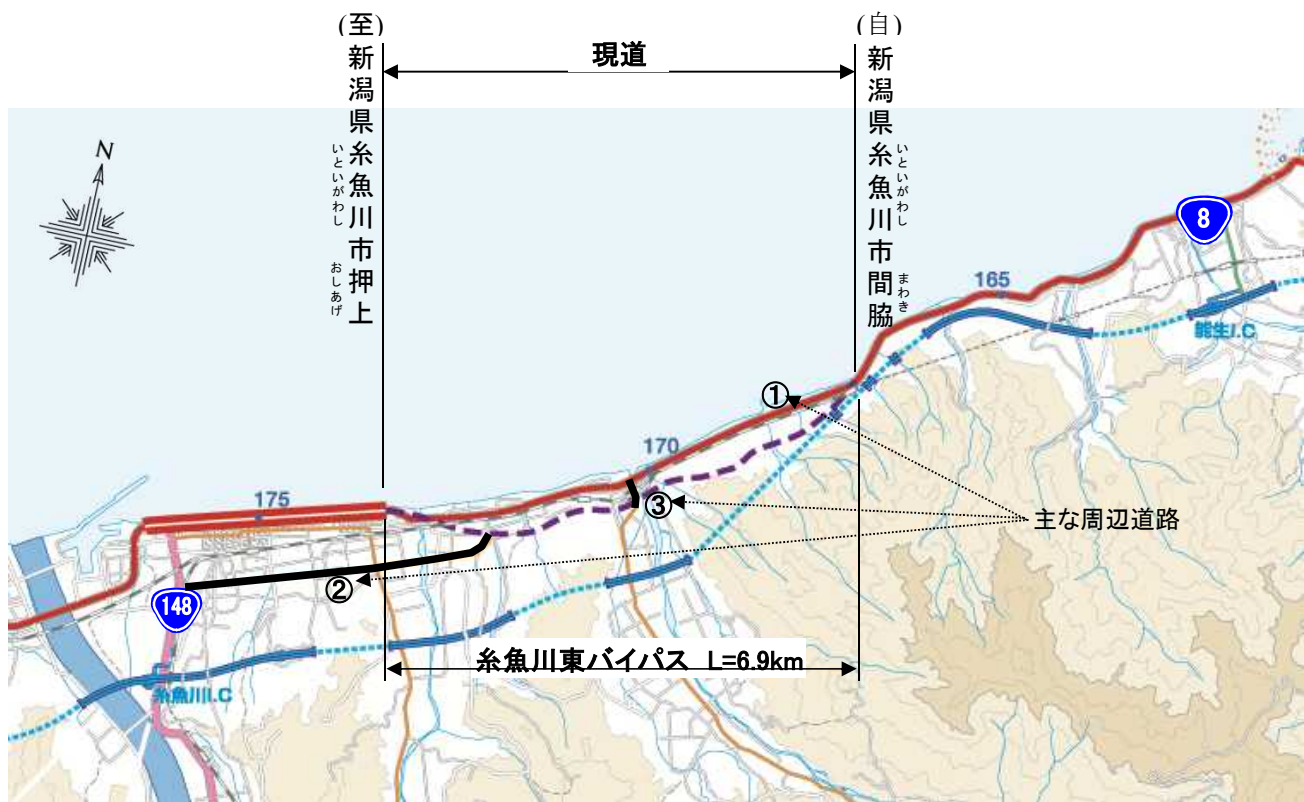 (至)
新潟県糸魚川市押上
いといがわし
おしあげ
現道
(自)
新潟県糸魚川市間脇
いといがわし
まわき
N
8
165
能生I.C
①
170
175
③
主な周辺道路
②
148
糸魚川東バイパス L=6.9km
糸魚川I.C